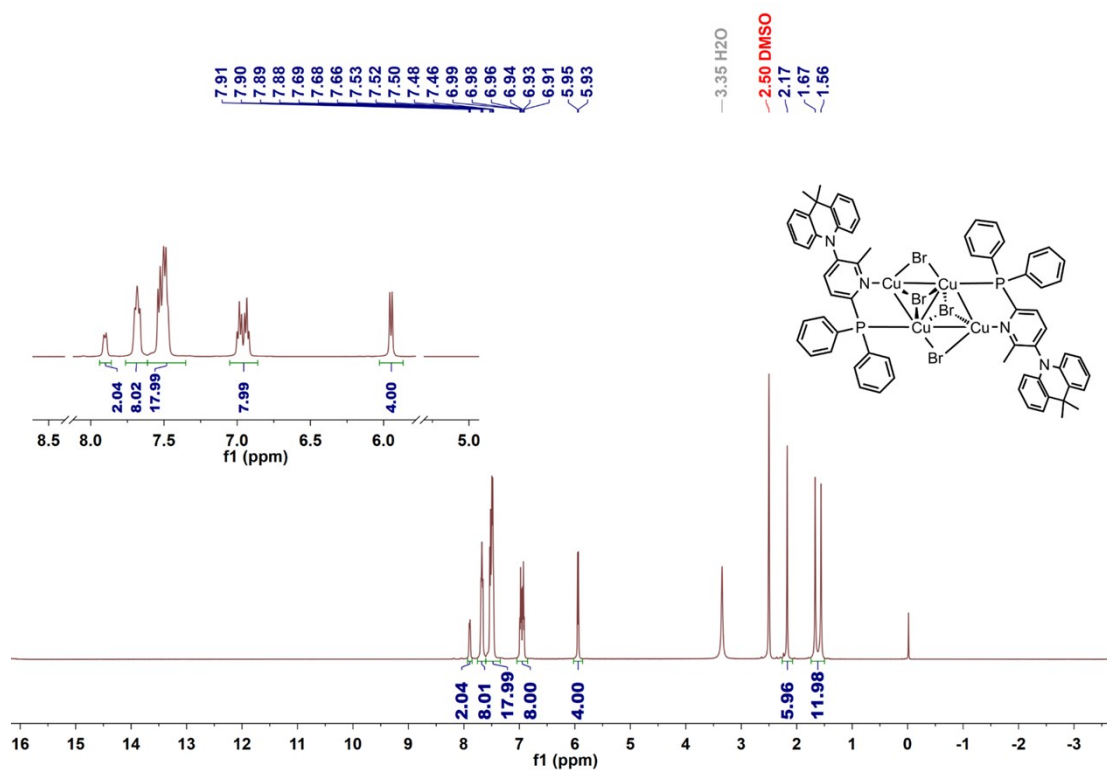 7.91
7.90
7.89
7.88
7.69
7.68
7.66
7.53
7.52
7.50
7.48
7.46
6.99
6.98
6.96
6.94
6.93
6.91
5.95
5.93
3.35 H2O
2.50 DMSO
2.17
1.67
1.56
2.04
8.02
17.99
7.99
4.00
8.5 8.0 7.5 7.0 6.5 6.0 5.0
f1 (ppm)
N
Br
N Cu Cu P
Br Br
P Cu Cu N
Br
N
2.04
8.01
17.99
8.00
4.00
5.96
11.98
16 15 14 13 12 11 10 9 8 7 6 5 4 3 2 1 0 -1 -2 -3
f1 (ppm)